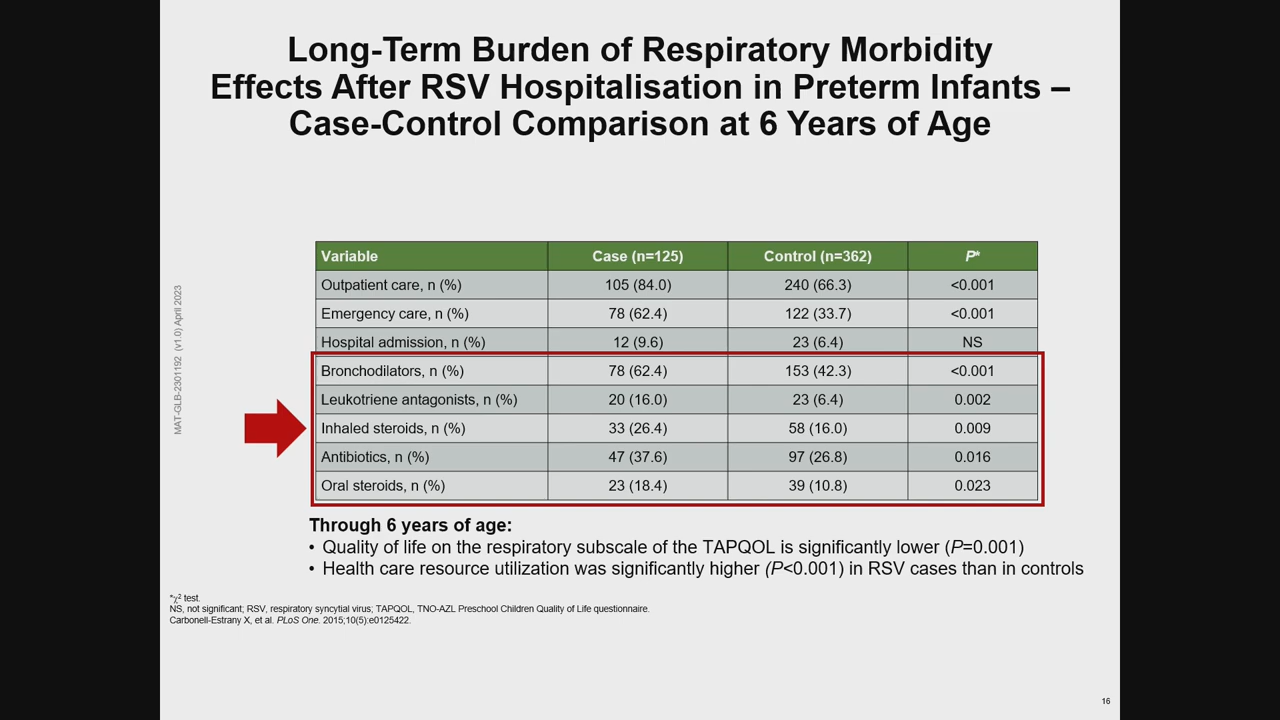 Long-Term Burden of Respiratory Morbidity
Effects After RSV Hospitalisation in Preterm Infants –
Case-Control Comparison at 6 Years of Age
MAT-GLB-2301192 (v1.0) April 2023
Variable Case (n=125) Control (n=362) P*
Outpatient care, n (%) 105 (84.0) 240 (66.3) <0.001
Emergency care, n (%) 78 (62.4) 122 (33.7) <0.001
Hospital admission, n (%) 12 (9.6) 23 (6.4) NS
Bronchodilators, n (%) 78 (62.4) 153 (42.3) <0.001
Leukotriene antagonists, n (%) 20 (16.0) 23 (6.4) 0.002
Inhaled steroids, n (%) 33 (26.4) 58 (16.0) 0.009
Antibiotics, n (%) 47 (37.6) 97 (26.8) 0.016
Oral steroids, n (%) 23 (18.4) 39 (10.8) 0.023
Through 6 years of age:
• Quality of life on the respiratory subscale of the TAPQOL is significantly lower (P=0.001)
• Health care resource utilization was significantly higher (P<0.001) in RSV cases than in controls
*χ² test.
NS, not significant; RSV, respiratory syncytial virus; TAPQOL, TNO-AZL Preschool Children Quality of Life questionnaire.
Carbonell-Estrany X, et al. PLoS One. 2015;10(5):e0125422.
16